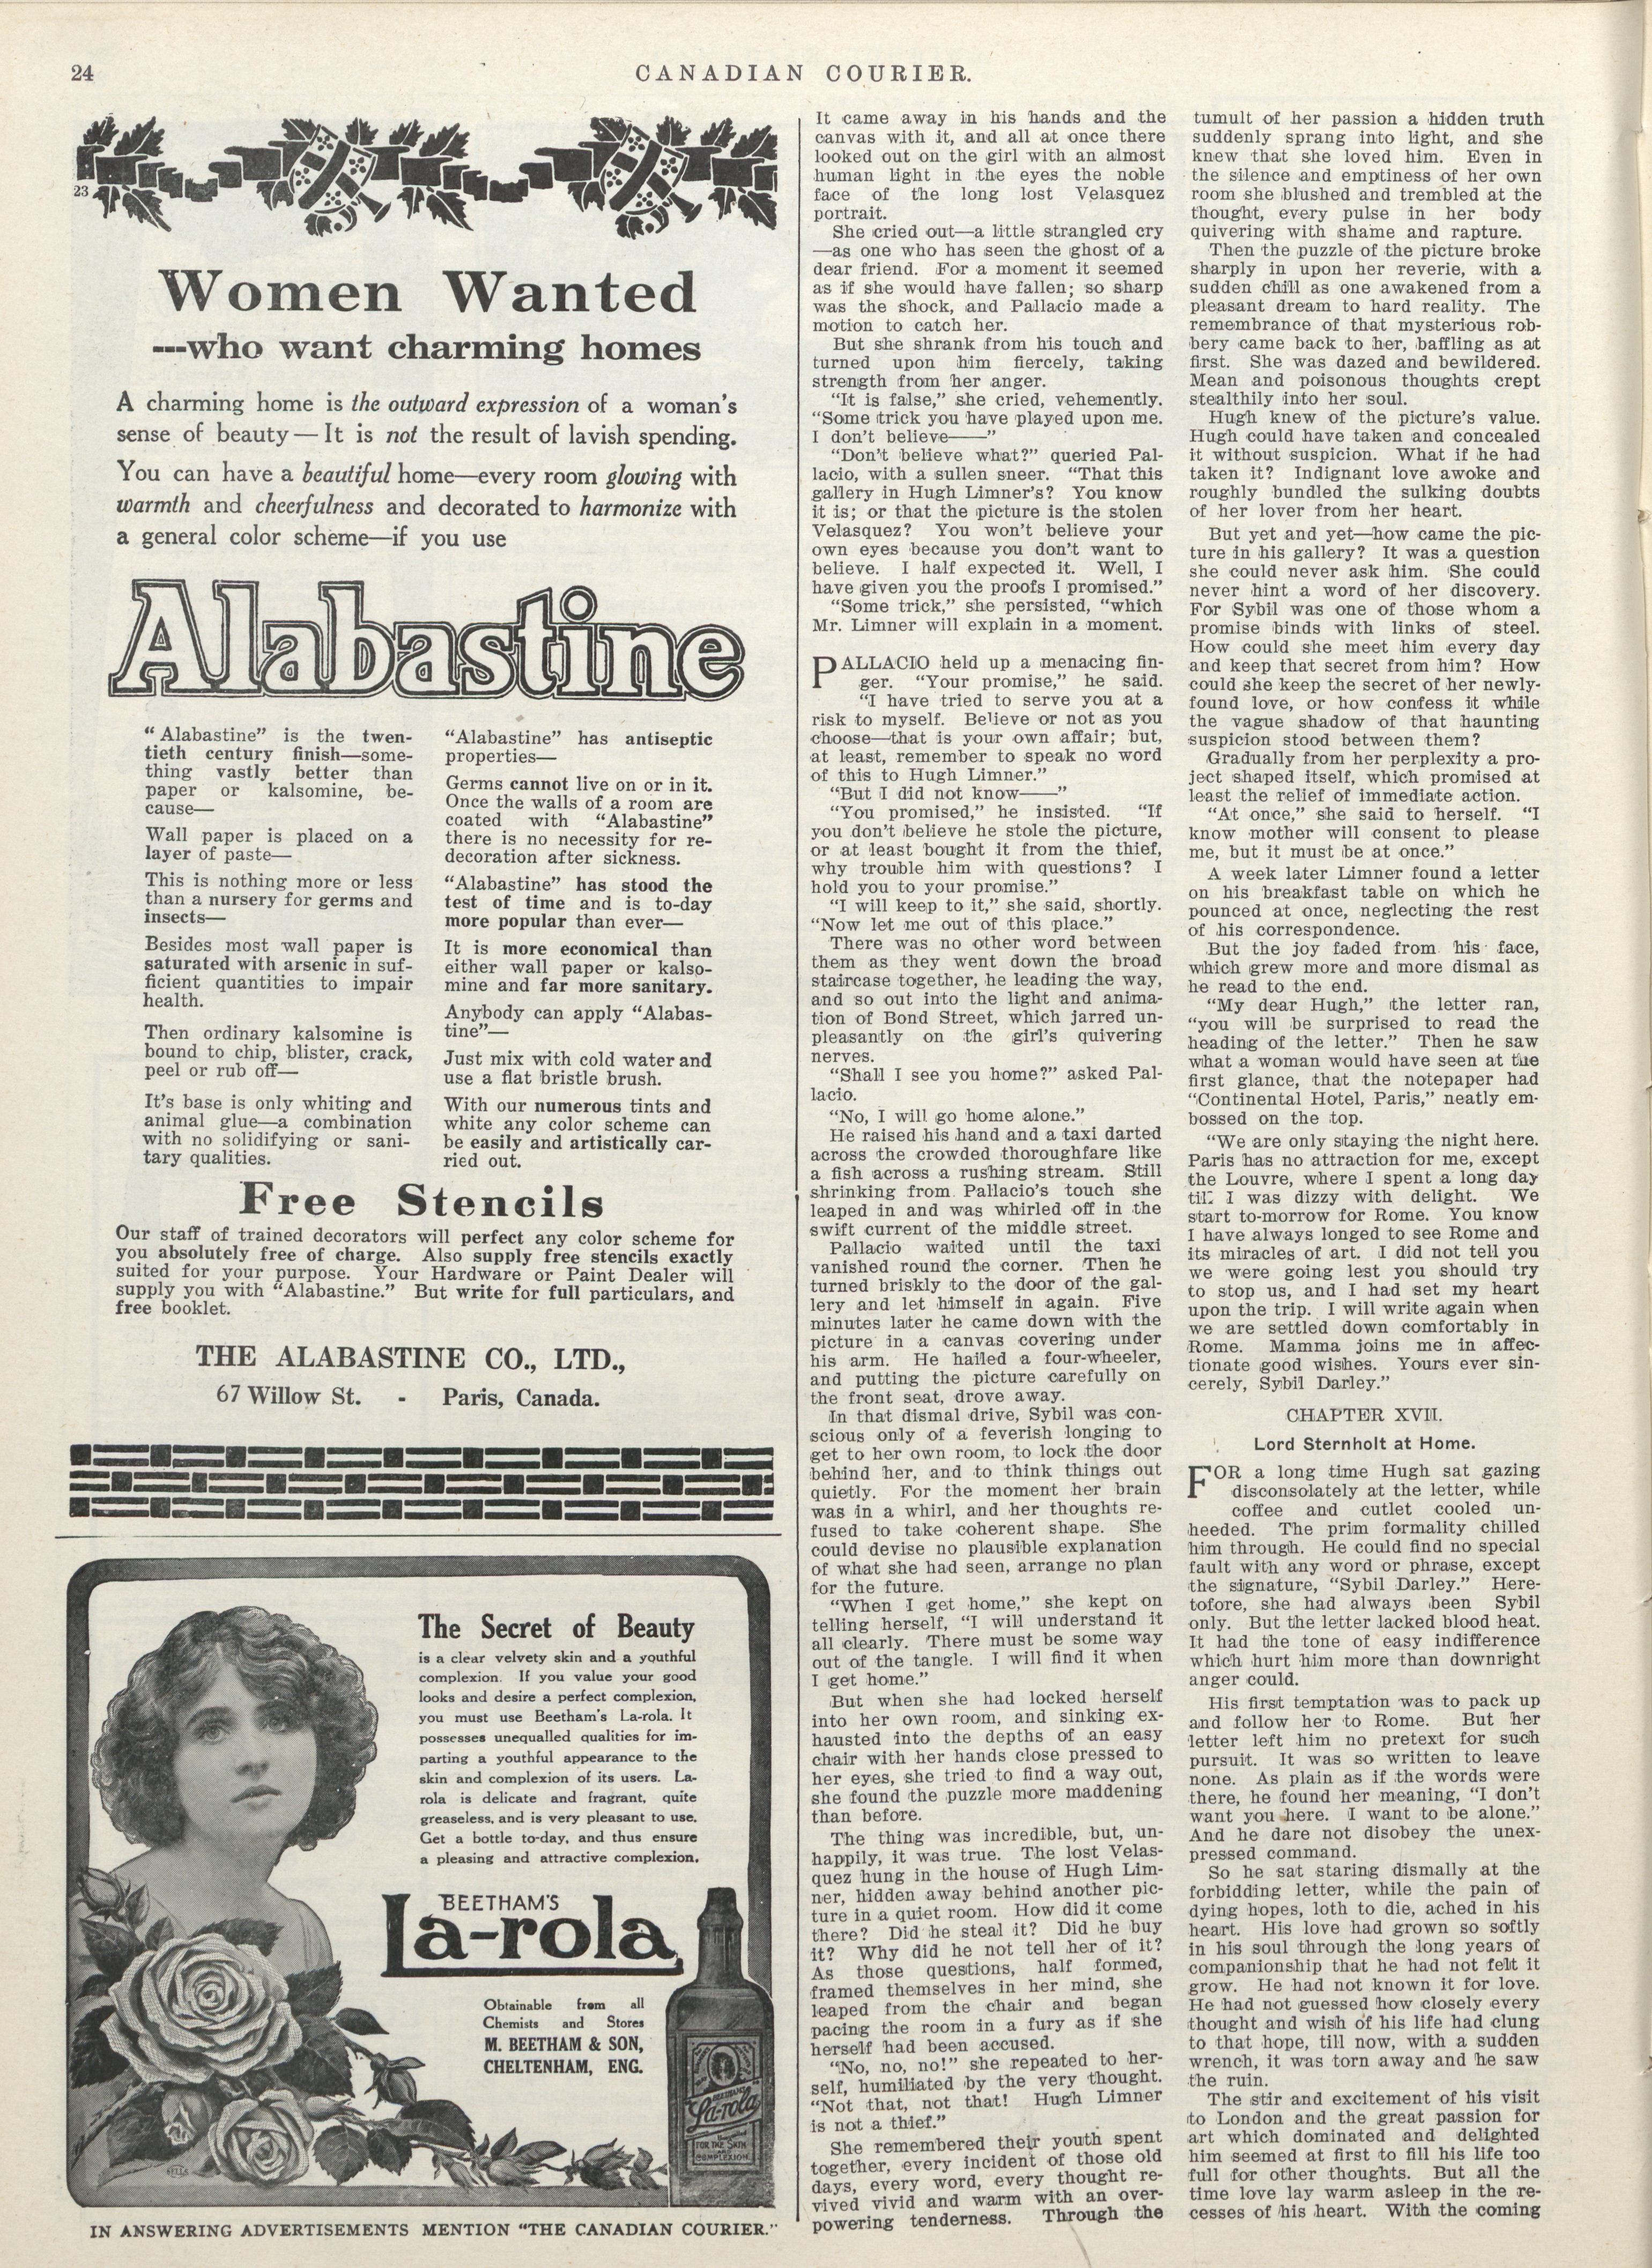 24
CANADIAN COURIER.
23
Women Wanted
---who want charming homes
A charming home is the outward expression of a woman's
sense of beauty—It is not the result of lavish spending.
You can have a beautiful home—every room glowing with
warmth and cheerfulness and decorated to harmonize with
a general color scheme—if you use
Alabastine
"Alabastine" is the twen-
tieth century finish—some-
thing vastly better than
paper or kalsomine, be-
cause—
Wall paper is placed on a
layer of paste—
This is nothing more or less
than a nursery for germs and
insects—
Besides most wall paper is
saturated with arsenic in suf-
ficient quantities to impair
health.
Then ordinary kalsomine is
bound to chip, blister, crack,
peel or rub off—
It's base is only whiting and
animal glue—a combination
with no solidifying or sani-
tary qualities.
"Alabastine" has antiseptic
properties—
Germs cannot live on or in it.
Once the walls of a room are
coated with "Alabastine"
there is no necessity for re-
decoration after sickness.
"Alabastine" has stood the
test of time and is to-day
more popular than ever—
It is more economical than
either wall paper or kalso-
mine and far more sanitary.
Anybody can apply "Alabas-
tine"—
Just mix with cold water and
use a flat bristle brush.
With our numerous tints and
white any color scheme can
be easily and artistically car-
ried out.
Free Stencils
Our staff of trained decorators will perfect any color scheme for
you absolutely free of charge. Also supply free stencils exactly
suited for your purpose. Your Hardware or Paint Dealer will
supply you with "Alabastine." But write for full particulars, and
free booklet.
THE ALABASTINE CO., LTD.,
67 Willow St. - Paris, Canada.
The Secret of Beauty
is a clear velvety skin and a youthful
complexion. If you value your good
looks and desire a perfect complexion,
you must use Beetham's La-rola. It
possesses unequalled qualities for im-
parting a youthful appearance to the
skin and complexion of its users. La-
rola is delicate and fragrant, quite
greaseless, and is very pleasant to use.
Get a bottle to-day, and thus ensure
a pleasing and attractive complexion.
BEETHAM'S
La-rola
Obtainable from all
Chemists and Stores
M. BEETHAM & SON,
CHELTENHAM, ENG.
BEETHAM'S
La-rola
FOR THE SKIN
COMPLEXION
IN ANSWERING ADVERTISEMENTS MENTION "THE CANADIAN COURIER."
It came away in his hands and the
canvas with it, and all at once there
looked out on the girl with an almost
human light in the eyes the noble
face of the long lost Velasquez
portrait.
She cried out—a little strangled cry
—as one who has seen the ghost of a
dear friend. For a moment it seemed
as if she would have fallen; so sharp
was the shock, and Pallacio made a
motion to catch her.
But she shrank from his touch and
turned upon him fiercely, taking
strength from her anger.
"It is false," she cried, vehemently.
"Some trick you have played upon me.
I don't believe——"
"Don't believe what?" queried Pal-
lacio, with a sullen sneer. "That this
gallery in Hugh Limner's? You know
it is; or that the picture is the stolen
Velasquez? You won't believe your
own eyes because you don't want to
believe. I half expected it. Well, I
have given you the proofs I promised."
"Some trick," she persisted, "which
Mr. Limner will explain in a moment.
PALLACIO held up a menacing fin-
ger. "Your promise," he said.
"I have tried to serve you at a
risk to myself. Believe or not as you
choose—that is your own affair; but,
at least, remember to speak no word
of this to Hugh Limner."
"But I did not know——"
"You promised," he insisted. "If
you don't believe he stole the picture,
or at least bought it from the thief,
why trouble him with questions? I
hold you to your promise."
"I will keep to it," she said, shortly.
"Now let me out of this place."
There was no other word between
them as they went down the broad
staircase together, he leading the way,
and so out into the light and anima-
tion of Bond Street, which jarred un-
pleasantly on the girl's quivering
nerves.
"Shall I see you home?" asked Pal-
lacio.
"No, I will go home alone."
He raised his hand and a taxi darted
across the crowded thoroughfare like
a fish across a rushing stream. Still
shrinking from Pallacio's touch she
leaped in and was whirled off in the
swift current of the middle street.
Pallacio waited until the taxi
vanished round the corner. Then he
turned briskly to the door of the gal-
lery and let himself in again. Five
minutes later he came down with the
picture in a canvas covering under
his arm. He hailed a four-wheeler,
and putting the picture carefully on
the front seat, drove away.
In that dismal drive, Sybil was con-
scious only of a feverish longing to
get to her own room, to lock the door
behind her, and to think things out
quietly. For the moment her brain
was in a whirl, and her thoughts re-
fused to take coherent shape. She
could devise no plausible explanation
of what she had seen, arrange no plan
for the future.
"When I get home," she kept on
telling herself, "I will understand it
all clearly. There must be some way
out of the tangle. I will find it when
I get home."
But when she had locked herself
into her own room, and sinking ex-
hausted into the depths of an easy
chair with her hands close pressed to
her eyes, she tried to find a way out,
she found the puzzle more maddening
than before.
The thing was incredible, but, un-
happily, it was true. The lost Velas-
quez hung in the house of Hugh Lim-
ner, hidden away behind another pic-
ture in a quiet room. How did it come
there? Did he steal it? Did he buy
it? Why did he not tell her of it?
As those questions, half formed,
framed themselves in her mind, she
leaped from the chair and began
pacing the room in a fury as if she
herself had been accused.
"No, no, no!" she repeated to her-
self, humiliated by the very thought.
"Not that, not that! Hugh Limner
is not a thief."
She remembered their youth spent
together, every incident of those old
days, every word, every thought re-
vived vivid and warm with an over-
powering tenderness. Through the
tumult of her passion a hidden truth
suddenly sprang into light, and she
knew that she loved him. Even in
the silence and emptiness of her own
room she blushed and trembled at the
thought, every pulse in her body
quivering with shame and rapture.
Then the puzzle of the picture broke
sharply in upon her reverie, with a
sudden chill as one awakened from a
pleasant dream to hard reality. The
remembrance of that mysterious rob-
bery came back to her, baffling as at
first. She was dazed and bewildered.
Mean and poisonous thoughts crept
stealthily into her soul.
Hugh knew of the picture's value.
Hugh could have taken and concealed
it without suspicion. What if he had
taken it? Indignant love awoke and
roughly bundled the sulking doubts
of her lover from her heart.
But yet and yet—how came the pic-
ture in his gallery? It was a question
she could never ask him. She could
never hint a word of her discovery.
For Sybil was one of those whom a
promise binds with links of steel.
How could she meet him every day
and keep that secret from him? How
could she keep the secret of her newly-
found love, or how confess it while
the vague shadow of that haunting
suspicion stood between them?
Gradually from her perplexity a pro-
ject shaped itself, which promised at
least the relief of immediate action.
"At once," she said to herself. "I
know mother will consent to please
me, but it must be at once."
A week later Limner found a letter
on his breakfast table on which he
pounced at once, neglecting the rest
of his correspondence.
But the joy faded from his face,
which grew more and more dismal as
he read to the end.
"My dear Hugh," the letter ran,
"you will be surprised to read the
heading of the letter." Then he saw
what a woman would have seen at the
first glance, that the notepaper had
"Continental Hotel, Paris," neatly em-
bossed on the top.
"We are only staying the night here.
Paris has no attraction for me, except
the Louvre, where I spent a long day
till I was dizzy with delight. We
start to-morrow for Rome. You know
I have always longed to see Rome and
its miracles of art. I did not tell you
we were going lest you should try
to stop us, and I had set my heart
upon the trip. I will write again when
we are settled down comfortably in
Rome. Mamma joins me in affec-
tionate good wishes. Yours ever sin-
cerely, Sybil Darley."
CHAPTER XVII.
Lord Sternholt at Home.
FOR a long time Hugh sat gazing
disconsolately at the letter, while
coffee and cutlet cooled un-
heeded. The prim formality chilled
him through. He could find no special
fault with any word or phrase, except
the signature, "Sybil Darley." Here-
tofore, she had always been Sybil
only. But the letter lacked blood heat.
It had the tone of easy indifference
which hurt him more than downright
anger could.
His first temptation was to pack up
and follow her to Rome. But her
letter left him no pretext for such
pursuit. It was so written to leave
none. As plain as if the words were
there, he found her meaning, "I don't
want you here. I want to be alone."
And he dare not disobey the unex-
pressed command.
So he sat staring dismally at the
forbidding letter, while the pain of
dying hopes, loth to die, ached in his
heart. His love had grown so softly
in his soul through the long years of
companionship that he had not felt it
grow. He had not known it for love.
He had not guessed how closely every
thought and wish of his life had clung
to that hope, till now, with a sudden
wrench, it was torn away and he saw
the ruin.
The stir and excitement of his visit
to London and the great passion for
art which dominated and delighted
him seemed at first to fill his life too
full for other thoughts. But all the
time love lay warm asleep in the re-
cesses of his heart. With the coming